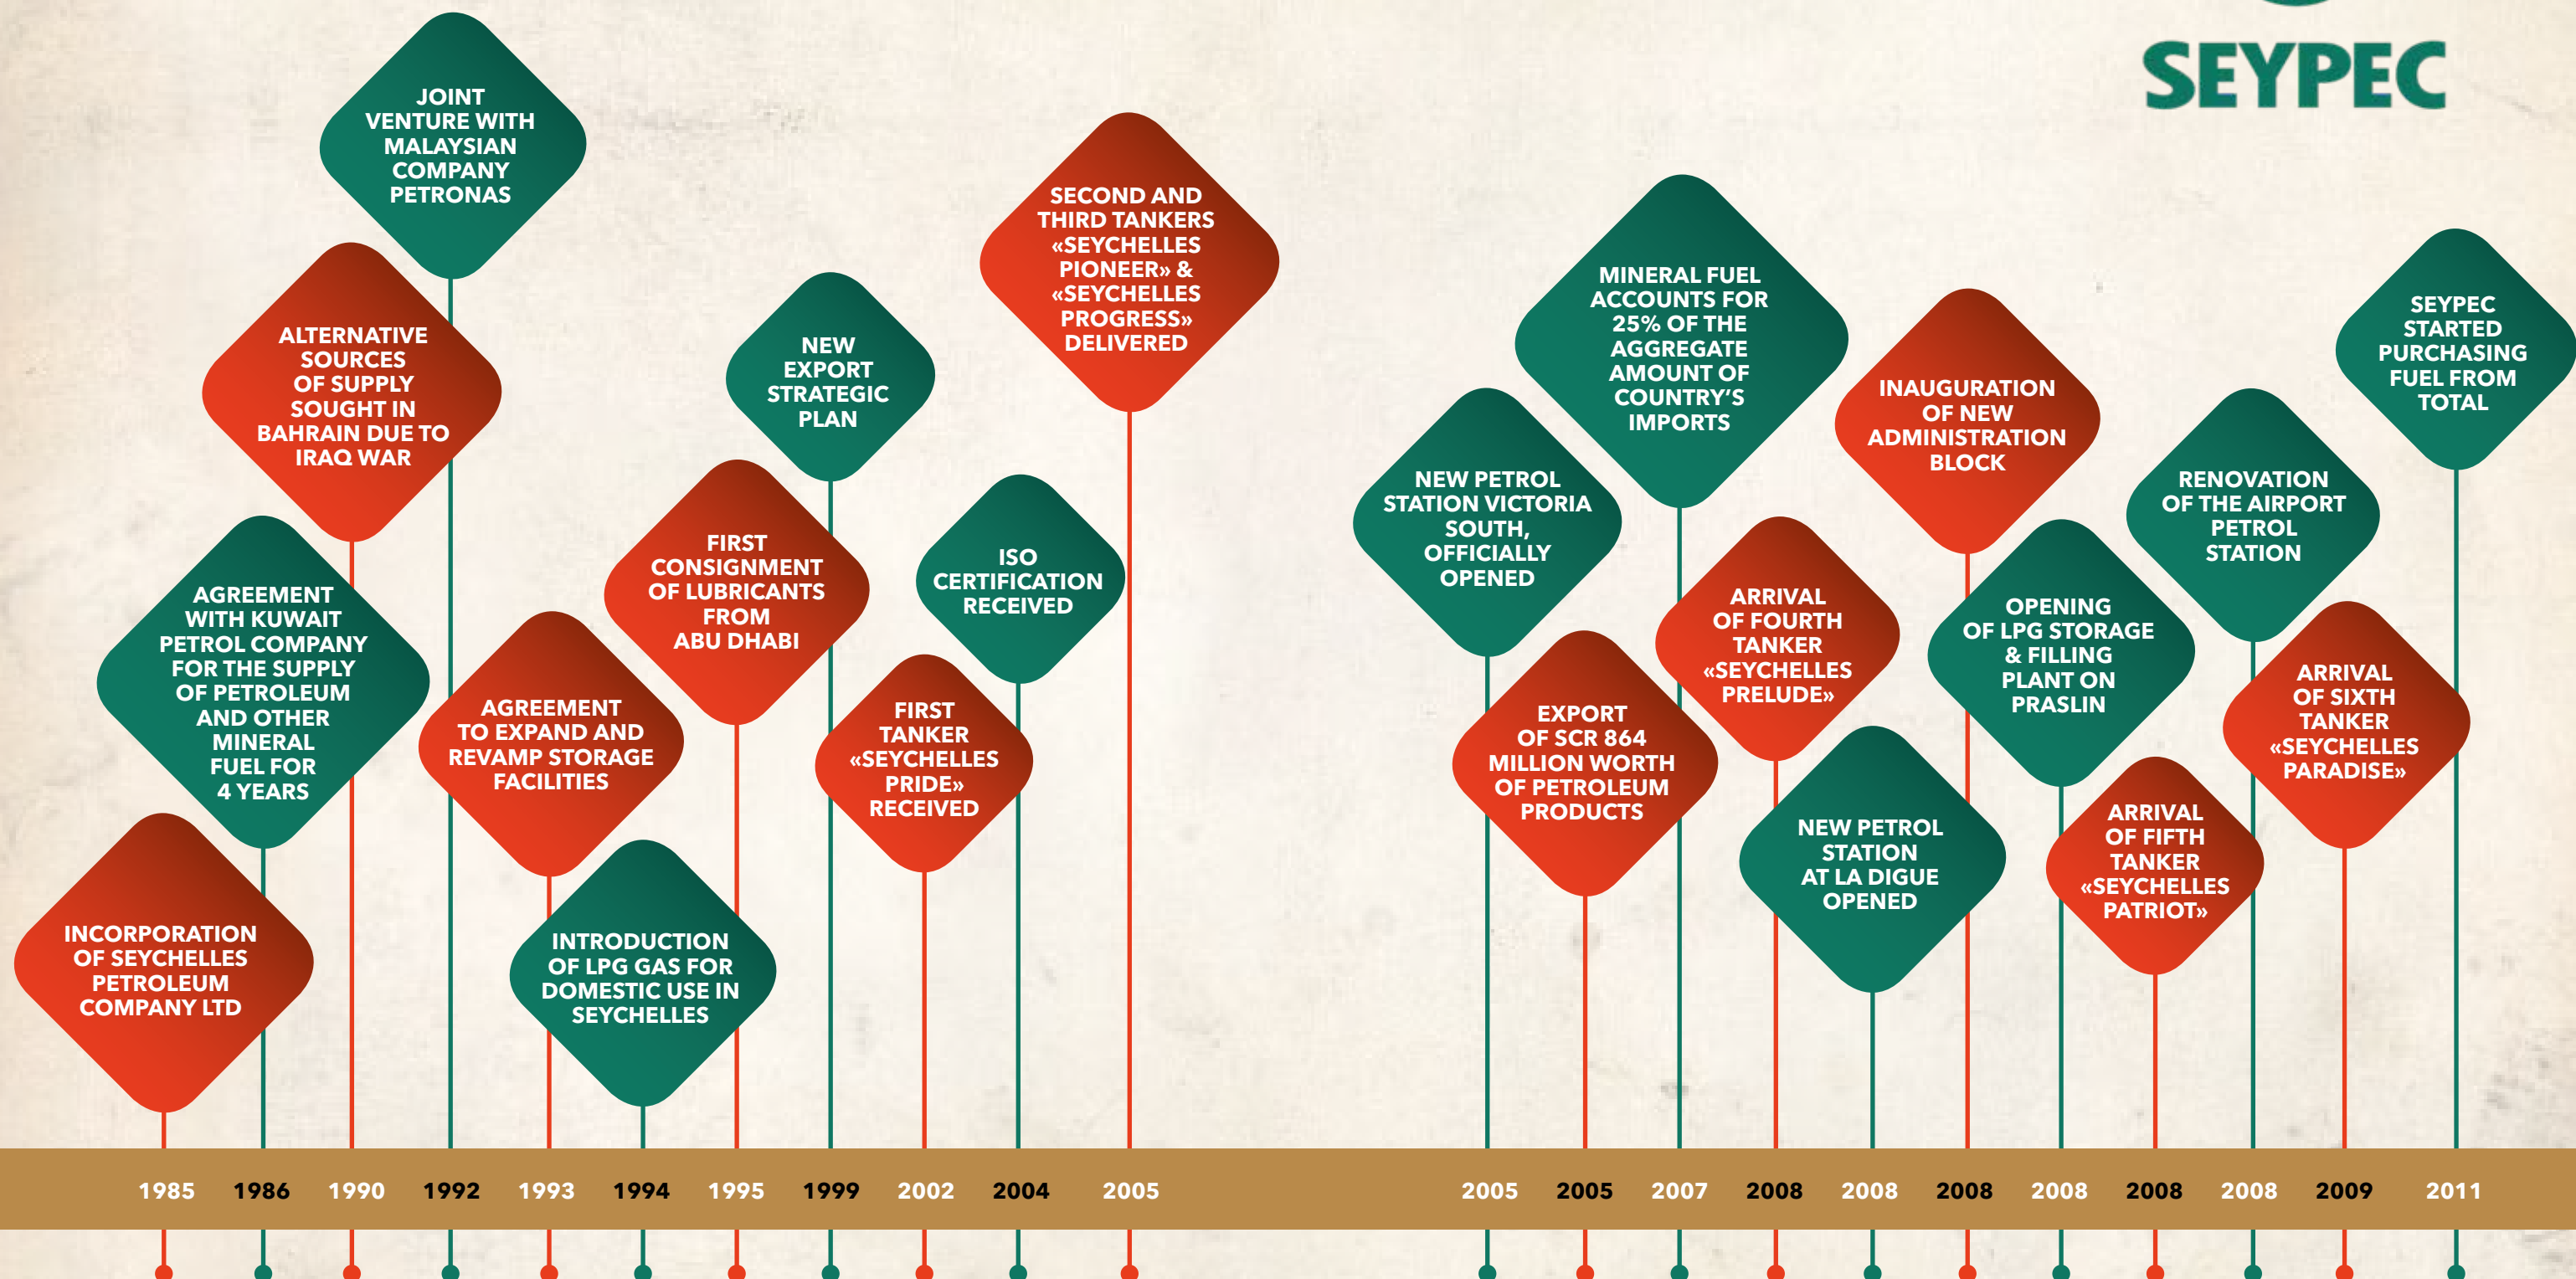 SEYPEC
INCORPORATION
OF SEYCHELLES
PETROLEUM
COMPANY LTD
AGREEMENT
WITH KUWAIT
PETROL COMPANY
FOR THE SUPPLY
OF PETROLEUM
AND OTHER
MINERAL
FUEL FOR
4 YEARS
ALTERNATIVE
SOURCES
OF SUPPLY
SOUGHT IN
BAHRAIN DUE TO
IRAQ WAR
JOINT
VENTURE WITH
MALAYSIAN
COMPANY
PETRONAS
AGREEMENT
TO EXPAND AND
REVAMP STORAGE
FACILITIES
INTRODUCTION
OF LPG GAS FOR
DOMESTIC USE IN
SEYCHELLES
FIRST
CONSIGNMENT
OF LUBRICANTS
FROM
ABU DHABI
NEW
EXPORT
STRATEGIC
PLAN
FIRST
TANKER
«SEYCHELLES
PRIDE»
RECEIVED
ISO
CERTIFICATION
RECEIVED
SECOND AND
THIRD TANKERS
«SEYCHELLES
PIONEER» &
«SEYCHELLES
PROGRESS»
DELIVERED
NEW PETROL
STATION VICTORIA
SOUTH,
OFFICIALLY
OPENED
EXPORT
OF SCR 864
MILLION WORTH
OF PETROLEUM
PRODUCTS
MINERAL FUEL
ACCOUNTS FOR
25% OF THE
AGGREGATE
AMOUNT OF
COUNTRY'S
IMPORTS
ARRIVAL
OF FOURTH
TANKER
«SEYCHELLES
PRELUDE»
NEW PETROL
STATION
AT LA DIGUE
OPENED
INAUGURATION
OF NEW
ADMINISTRATION
BLOCK
OPENING
OF LPG STORAGE
& FILLING
PLANT ON
PRASLIN
ARRIVAL
OF FIFTH
TANKER
«SEYCHELLES
PATRIOT»
RENOVATION
OF THE AIRPORT
PETROL
STATION
ARRIVAL
OF SIXTH
TANKER
«SEYCHELLES
PARADISE»
SEYPEC
STARTED
PURCHASING
FUEL FROM
TOTAL
1985 1986 1990 1992 1993 1994 1995 1999 2002 2004 2005 2005 2005 2007 2008 2008 2008 2008 2008 2008 2009 2011